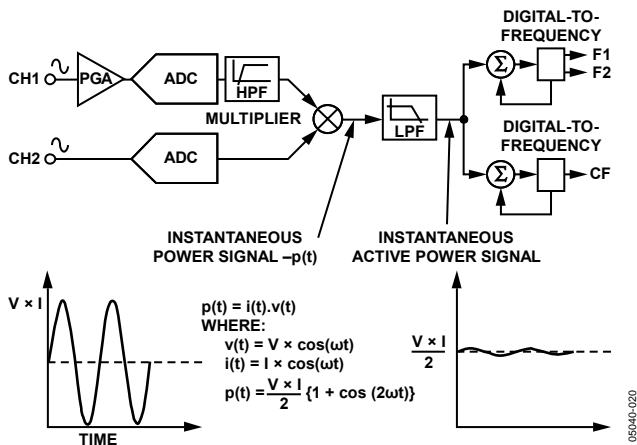 DIGITAL-TO-
FREQUENCY
F1
F2
CH1
PGA
ADC
HPF
MULTIPLIER
LPF
Σ
CH2
ADC
DIGITAL-TO-
FREQUENCY
Σ
CF
INSTANTANEOUS
POWER SIGNAL –p(t)
INSTANTANEOUS
ACTIVE POWER SIGNAL
V × I
p(t) = i(t).v(t)
WHERE:
v(t) = V × cos(ωt)
i(t) = I × cos(ωt)
p(t) = V × I / 2 {1 + cos (2ωt)}
TIME
V × I
2
TIME
05040-020